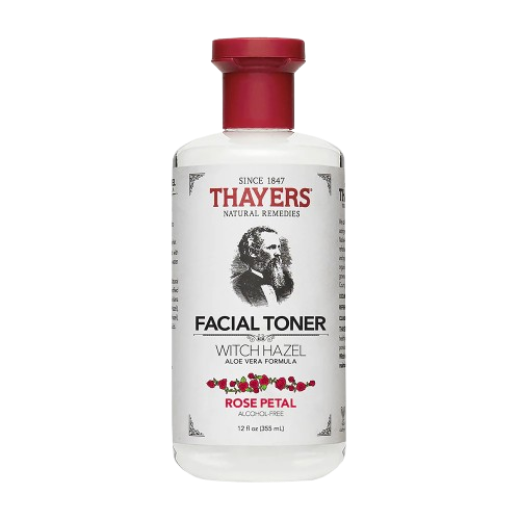 SINCE 1847
THAYERS®
NATURAL REMEDIES
FACIAL TONER
WITCH HAZEL
ALOE VERA FORMULA
ROSE PETAL
ALCOHOL-FREE
12 fl oz (355 mL)